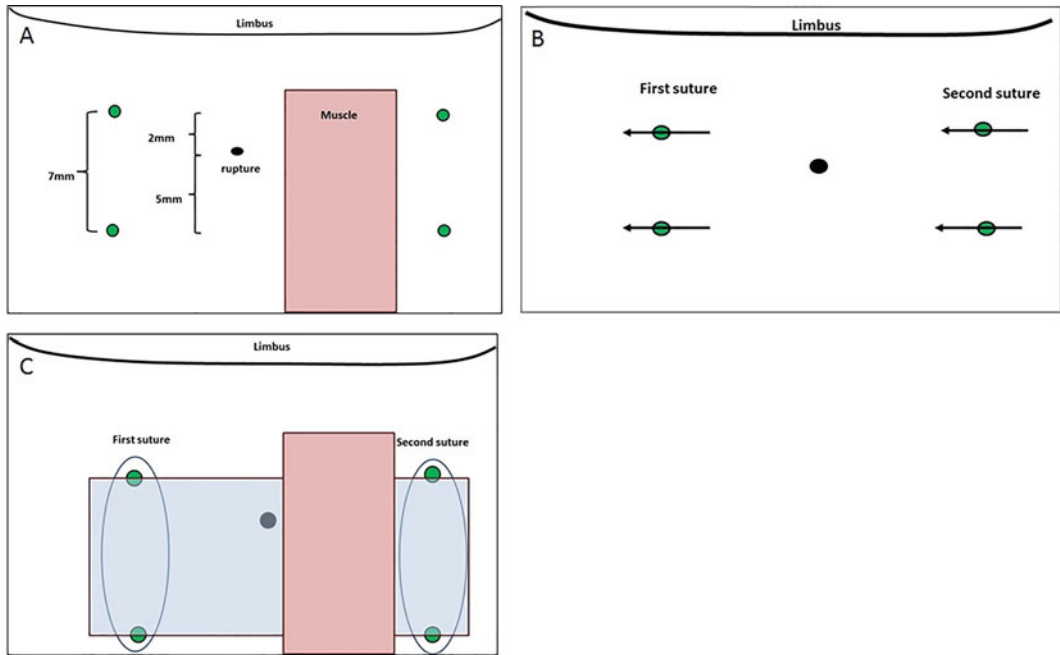 A
Limbus
Muscle
2mm
rupture
7mm
5mm
B
Limbus
First suture
Second suture
C
Limbus
First suture
Second suture